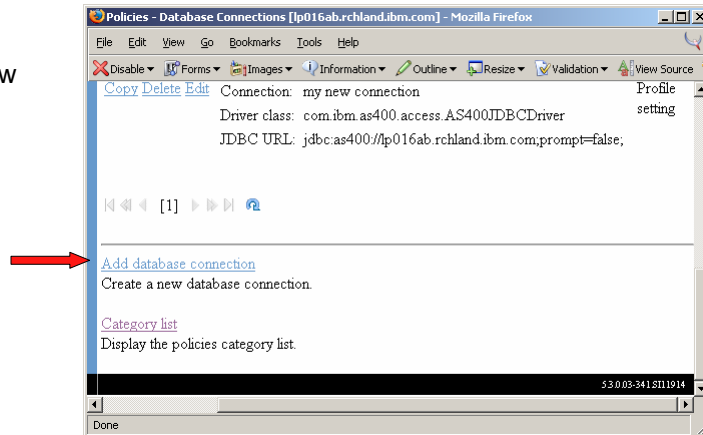 w
Policies - Database Connections [lp016ab.rchland.ibm.com] - Mozilla Firefox
File Edit View Go Bookmarks Tools Help
Disable Forms Images Information Outline Resize Validation View Source
Copy Delete Edit Connection: my new connection Profile
Driver class: com.ibm.as400.access.AS400JDBCDriver setting
JDBC URL: jdbc:as400://lp016ab.rchland.ibm.com;prompt=false;
[1]
Add database connection
Create a new database connection.
Category list
Display the policies category list.
5.3.0.03-341.SI11914
Done